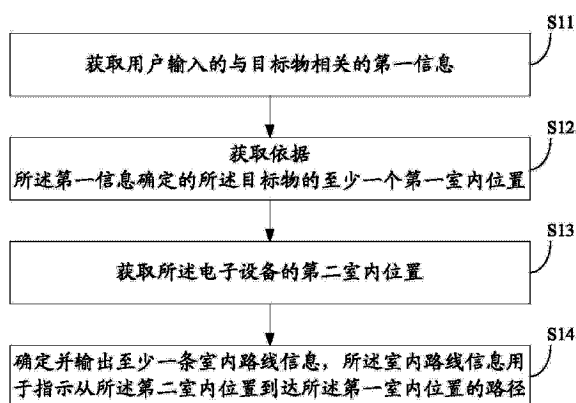 S11
获取用户输入的与目标物相关的第一信息
S12
获取依据
所述第一信息确定的所述目标物的至少一个第一室内位置
S13
获取所述电子设备的第二室内位置
S14
确定并输出至少一条室内路线信息，所述室内路线信息用
于指示从所述第二室内位置到达所述第一室内位置的路径